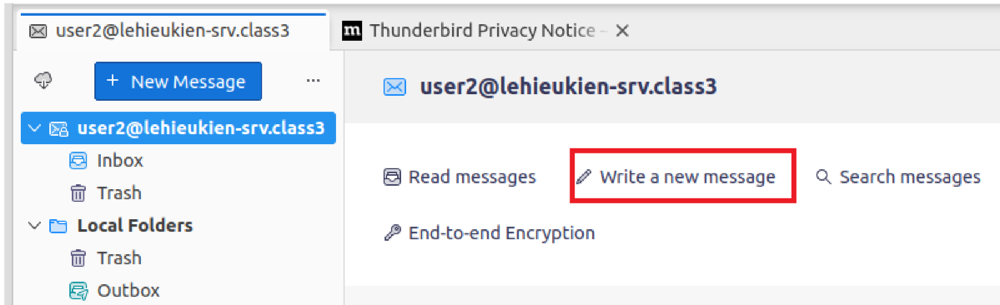 user2@lehieukien-srv.class3
m Thunderbird Privacy Notice -
+ New Message ...
user2@lehieukien-srv.class3
Inbox
Trash
Local Folders
Trash
Outbox
user2@lehieukien-srv.class3
Read messages
Write a new message
Search messages
End-to-end Encryption